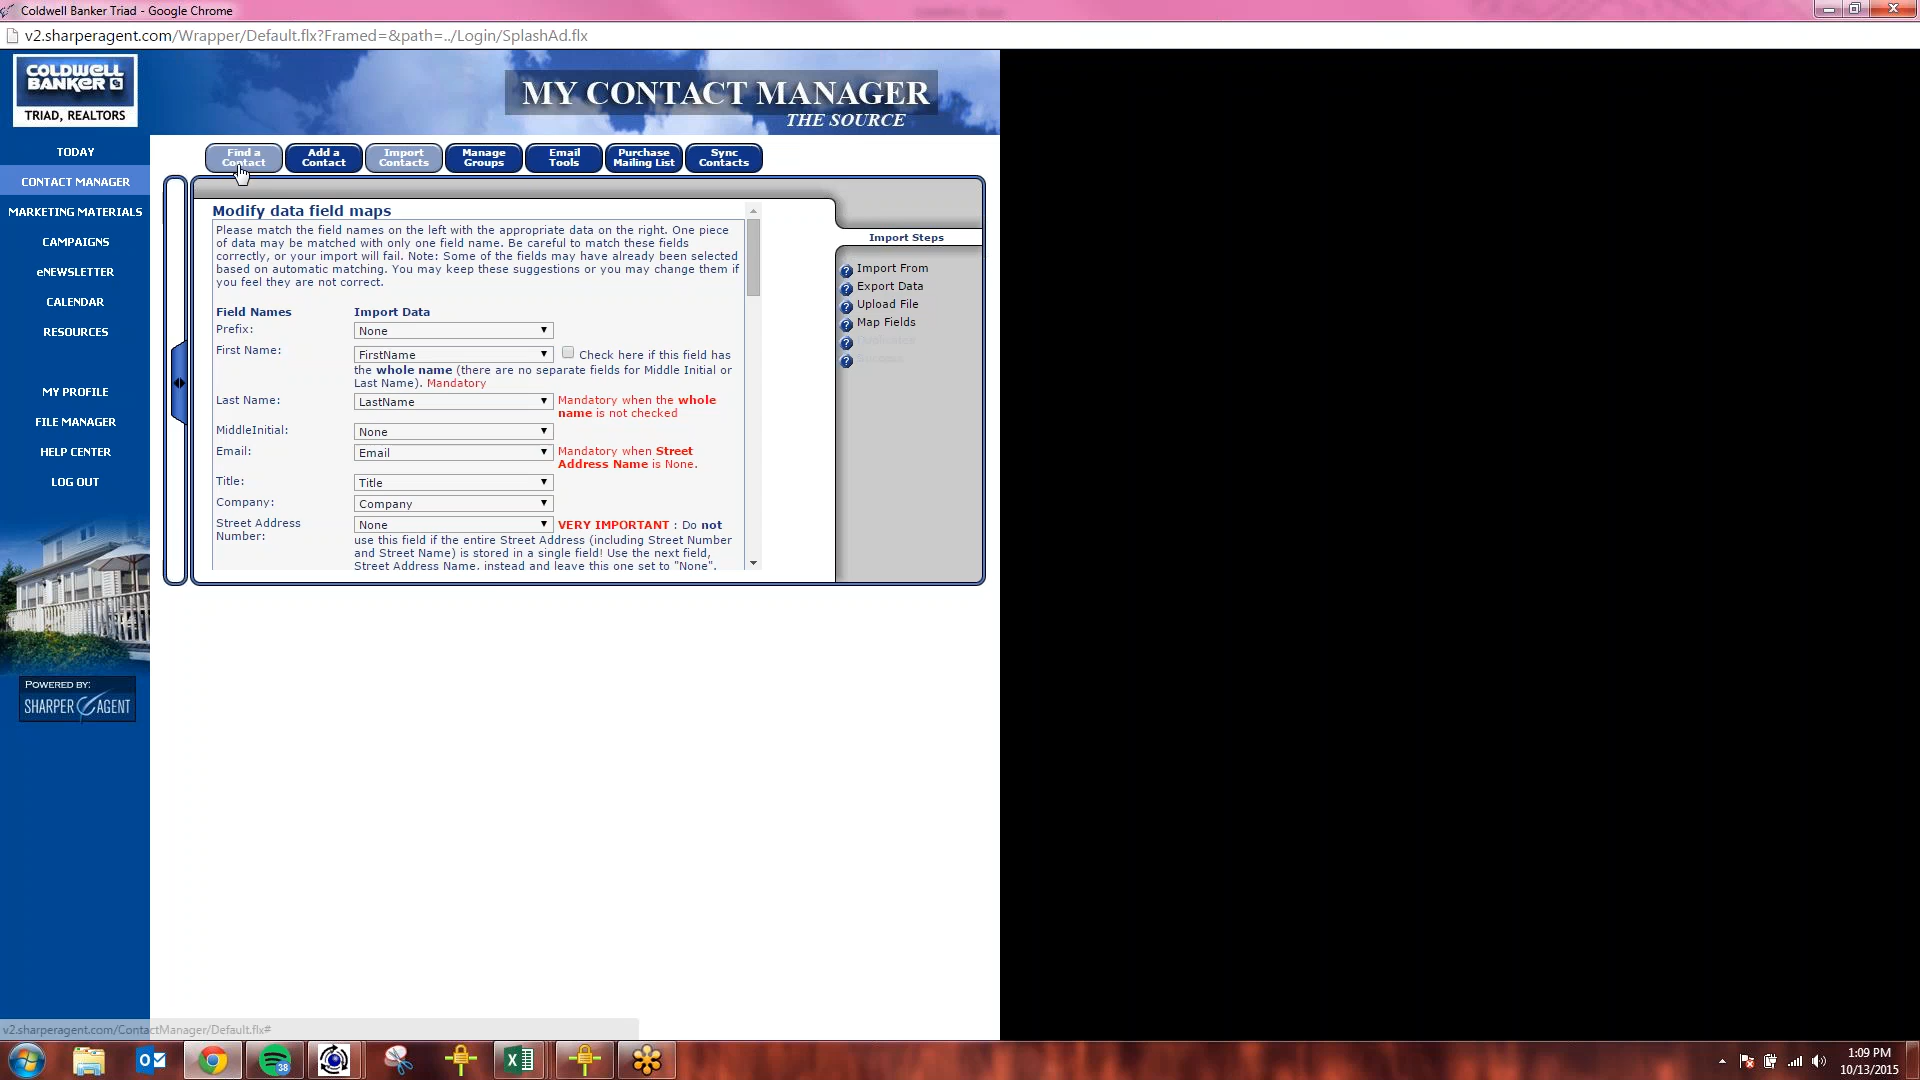 Coldwell Banker Triad - Google Chrome
v2.sharperagent.com/Wrapper/Default.flx?Framed=&path=../Login/SplashAd.flx
COLDWELL
BANKER
TRIAD, REALTORS
MY CONTACT MANAGER
THE SOURCE
TODAY
CONTACT MANAGER
MARKETING MATERIALS
CAMPAIGNS
eNEWSLETTER
CALENDAR
RESOURCES
MY PROFILE
FILE MANAGER
HELP CENTER
LOG OUT
POWERED BY:
SHARPER AGENT
Find a Contact
Add a Contact
Import Contacts
Manage Groups
Email Tools
Purchase Mailing List
Sync Contacts
Modify data field maps
Please match the field names on the left with the appropriate data on the right. One piece
of data may be matched with only one field name. Be careful to match these fields
correctly, or your import will fail. Note: Some of the fields may have already been selected
based on automatic matching. You may keep these suggestions or you may change them if
you feel they are not correct.
Field Names Import Data
Prefix: None
First Name: FirstName Check here if this field has
the whole name (there are no separate fields for Middle Initial or
Last Name). Mandatory
Last Name: LastName Mandatory when the whole
name is not checked
MiddleInitial: None
Email: Email Mandatory when Street
Address Name is None.
Title: Title
Company: Company
Street Address None VERY IMPORTANT : Do not
Number: use this field if the entire Street Address (including Street Number
and Street Name) is stored in a single field! Use the next field,
Street Address Name, instead and leave this one set to "None".
Import Steps
Import From
Export Data
Upload File
Map Fields
Duplicates
Success
v2.sharperagent.com/ContactManager/Default.flx#
38
1:09 PM
10/13/2015